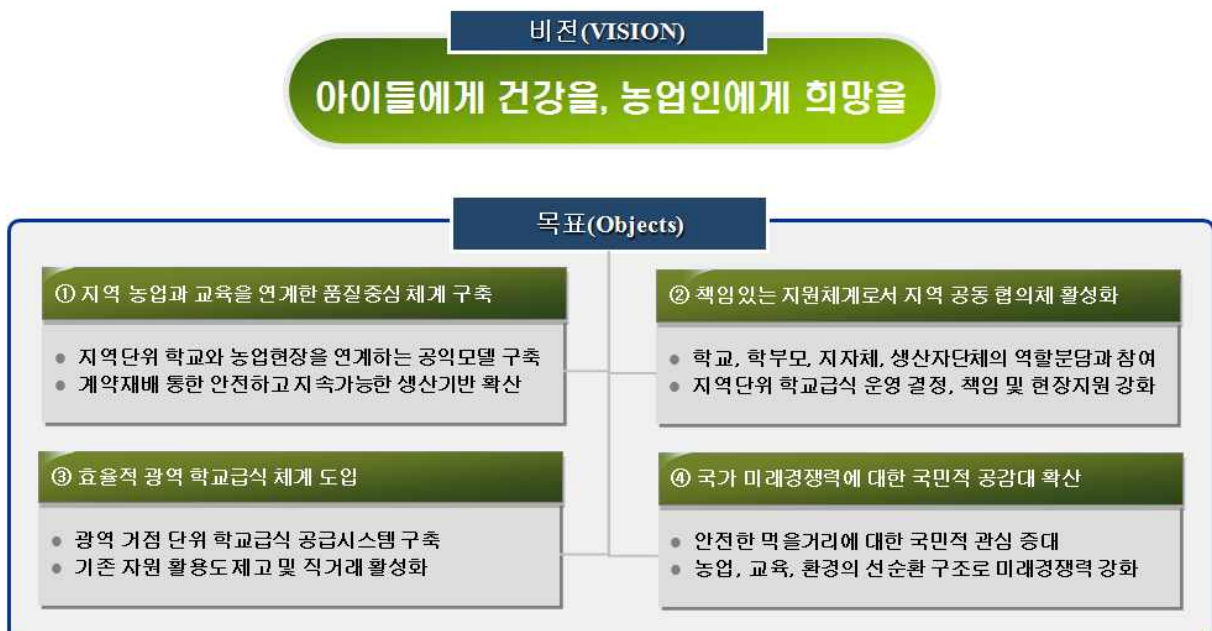 비전(VISION)
아이들에게 건강을, 농업인에게 희망을
목표(Objects)
① 지역 농업과 교육을 연계한 품질중심 체계 구축
● 지역단위 학교와 농업현장을 연계하는 공익모델 구축
● 계약재배 통한 안전하고 지속가능한 생산기반 확산
② 책임있는 지원체계로서 지역 공동 협의체 활성화
● 학교, 학부모, 지자체, 생산자단체의 역할분담과 참여
● 지역단위 학교급식 운영 결정, 책임 및 현장지원 강화
③ 효율적 광역 학교급식 체계 도입
● 광역 거점 단위 학교급식 공급시스템 구축
● 기존 자원 활용도 제고 및 직거래 활성화
④ 국가 미래경쟁력에 대한 국민적 공감대 확산
● 안전한 먹을거리에 대한 국민적 관심 증대
● 농업, 교육, 환경의 선순환 구조로 미래경쟁력 강화